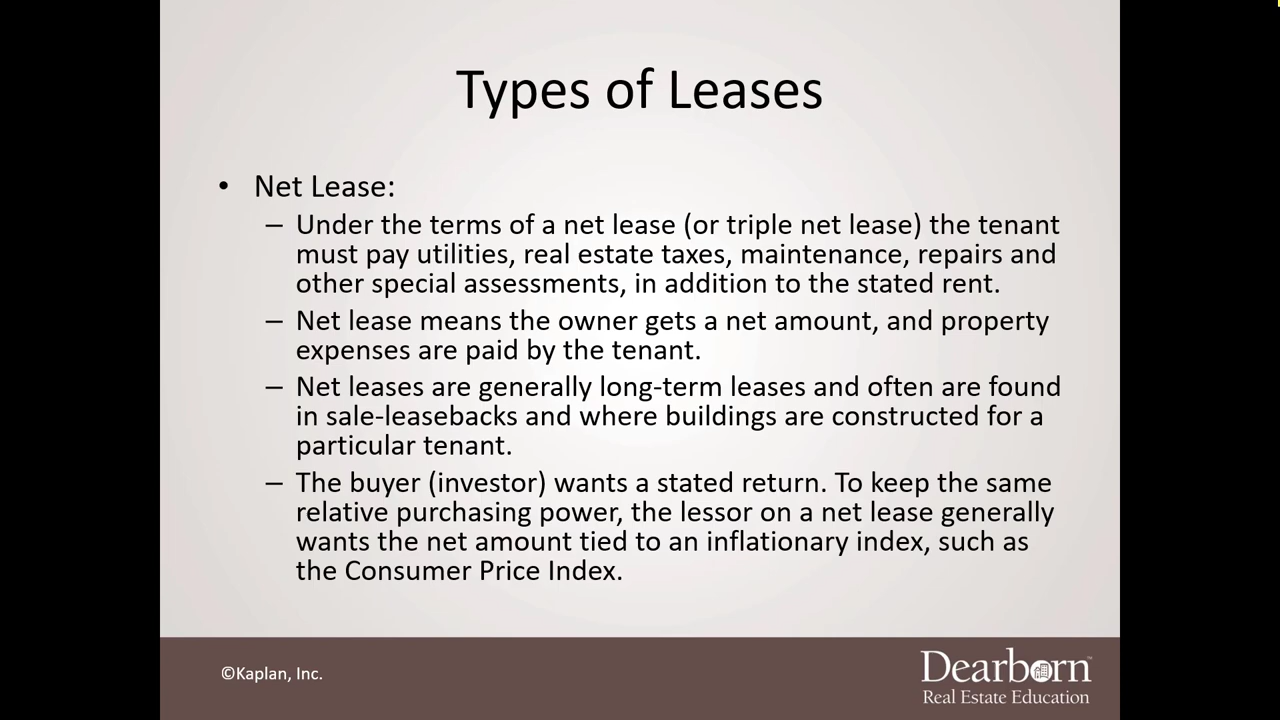 Types of Leases
• Net Lease:
– Under the terms of a net lease (or triple net lease) the tenant
must pay utilities, real estate taxes, maintenance, repairs and
other special assessments, in addition to the stated rent.
– Net lease means the owner gets a net amount, and property
expenses are paid by the tenant.
– Net leases are generally long-term leases and often are found
in sale-leasebacks and where buildings are constructed for a
particular tenant.
– The buyer (investor) wants a stated return. To keep the same
relative purchasing power, the lessor on a net lease generally
wants the net amount tied to an inflationary index, such as
the Consumer Price Index.
©Kaplan, Inc.
Dearborn™
Real Estate Education